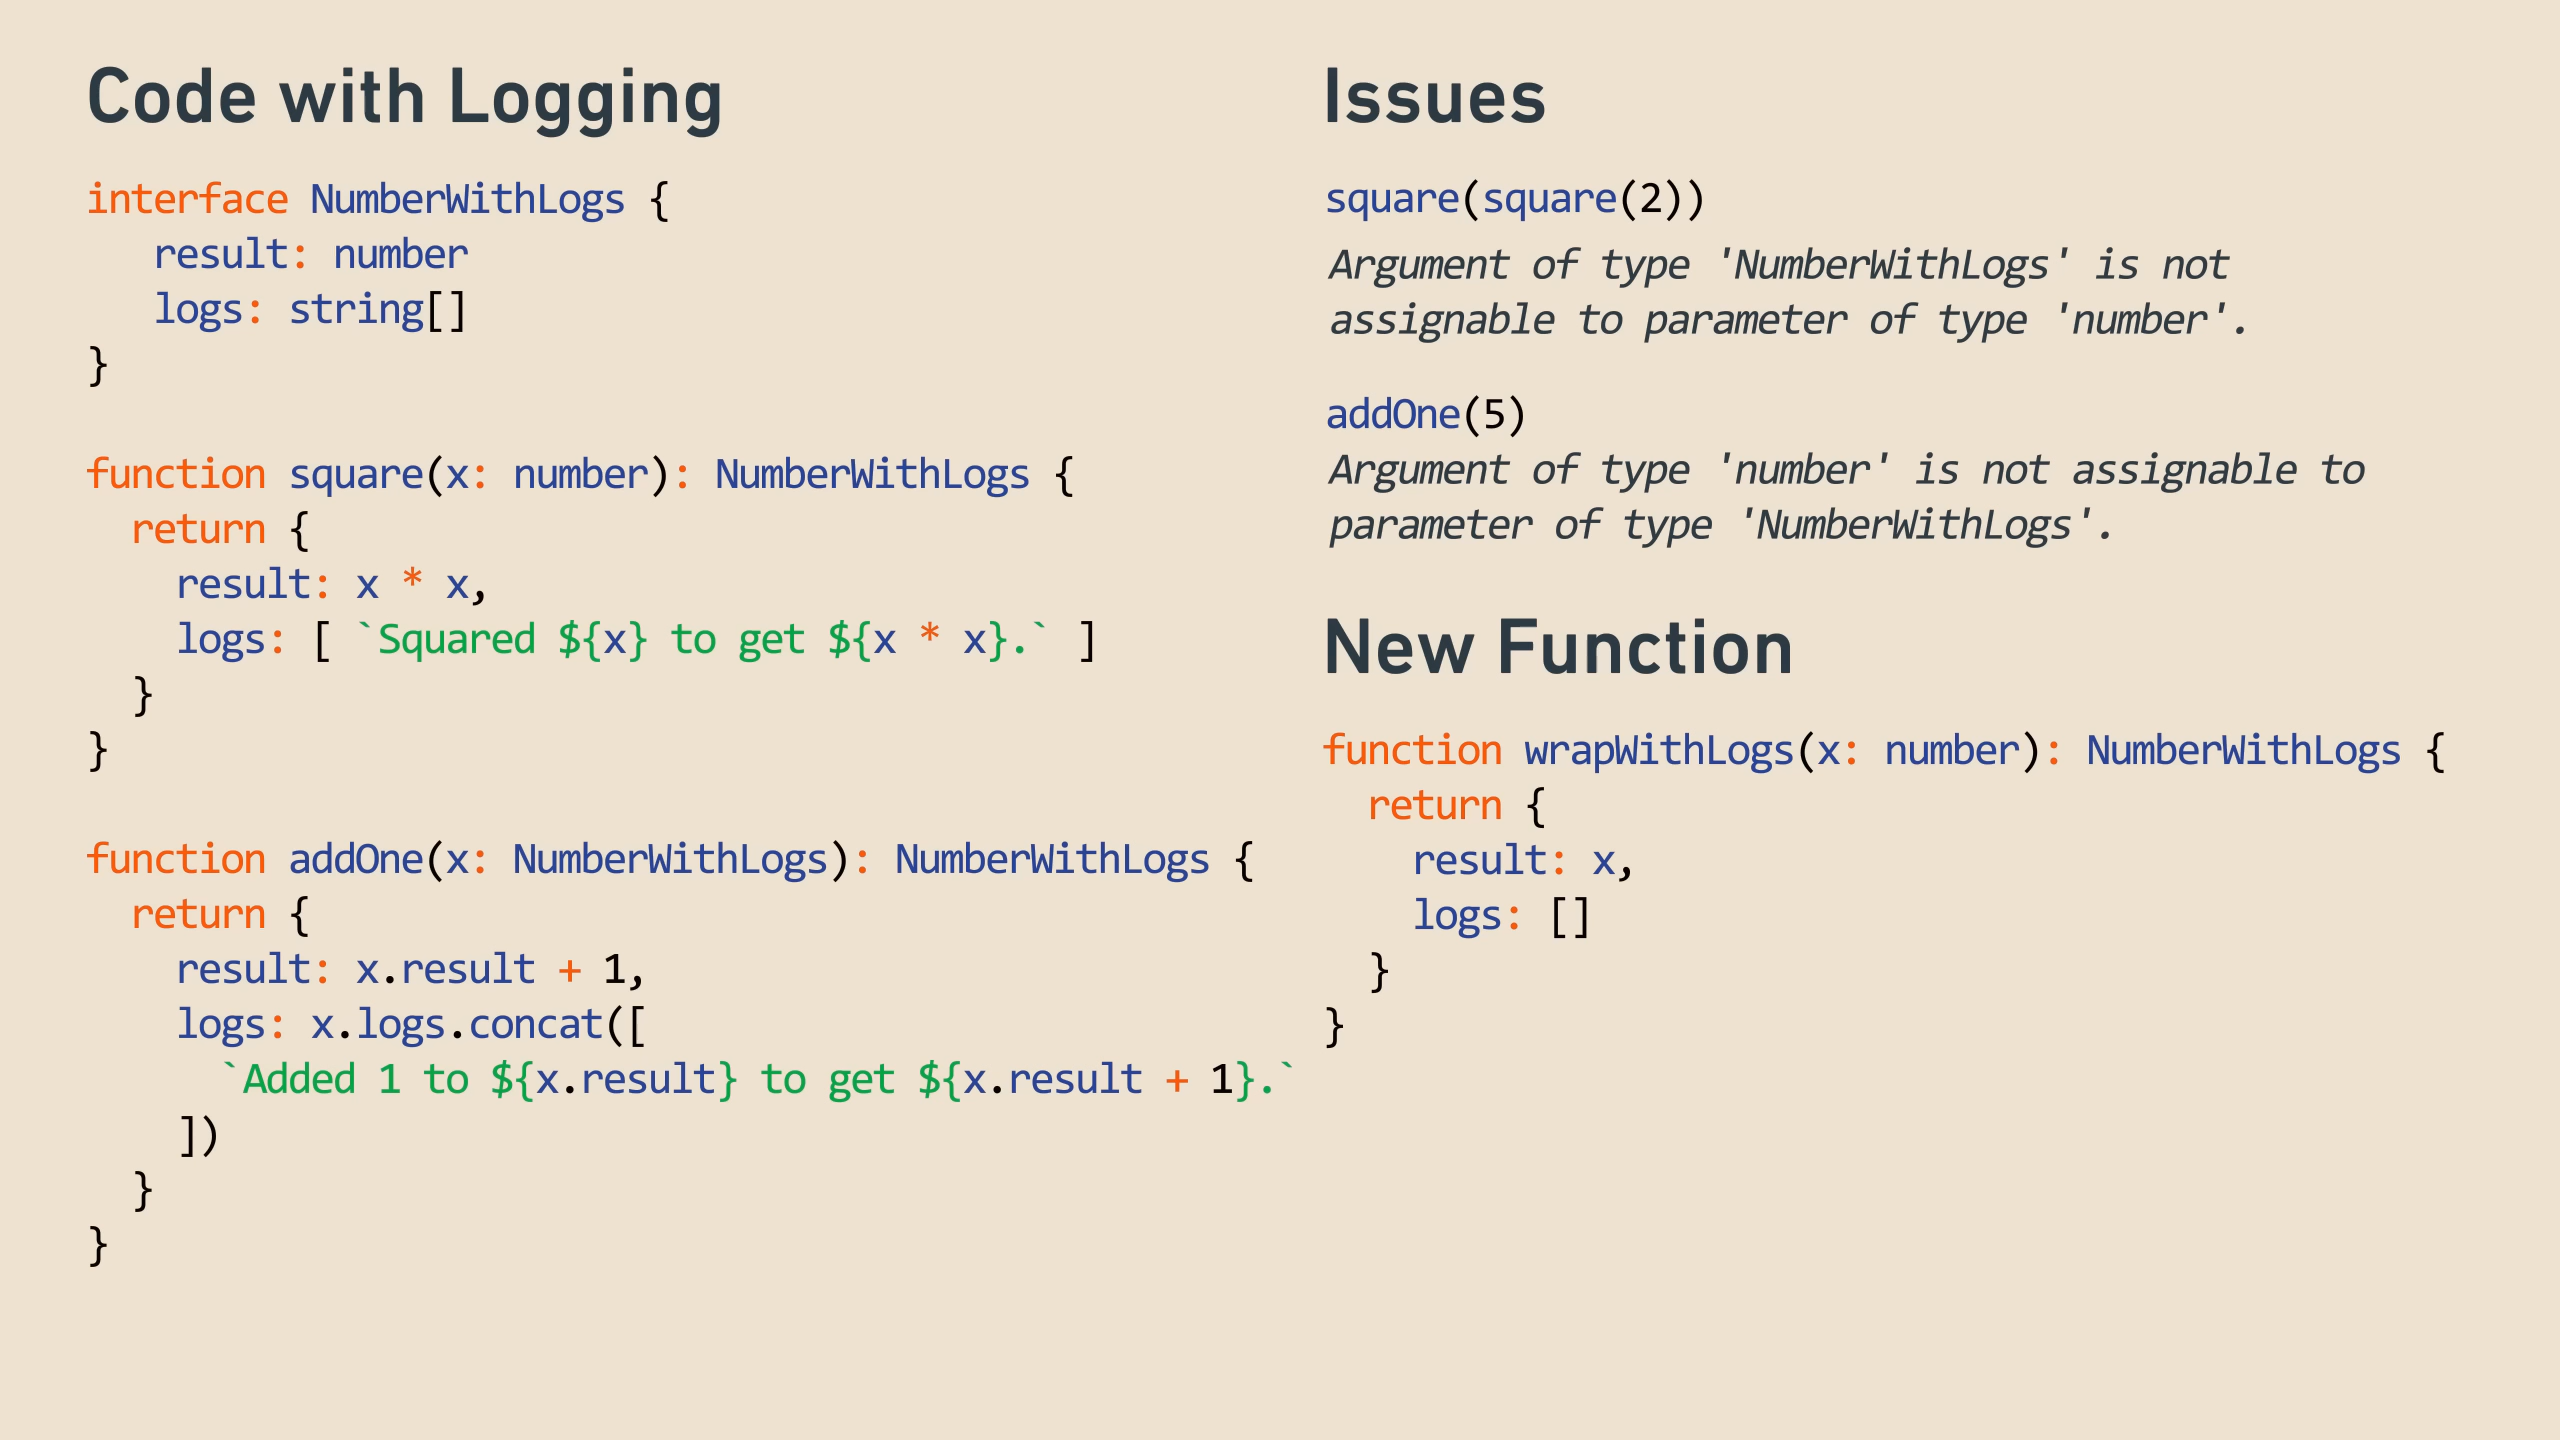 Code with Logging
interface NumberWithLogs {
   result: number
   logs: string[]
}
function square(x: number): NumberWithLogs {
  return {
    result: x * x,
    logs: [ `Squared ${x} to get ${x * x}.` ]
  }
}
function addOne(x: NumberWithLogs): NumberWithLogs {
  return {
    result: x.result + 1,
    logs: x.logs.concat([
      `Added 1 to ${x.result} to get ${x.result + 1}.`
    ])
  }
}
Issues
square(square(2))
Argument of type 'NumberWithLogs' is not
assignable to parameter of type 'number'.
addOne(5)
Argument of type 'number' is not assignable to
parameter of type 'NumberWithLogs'.
New Function
function wrapWithLogs(x: number): NumberWithLogs {
  return {
    result: x,
    logs: []
  }
}